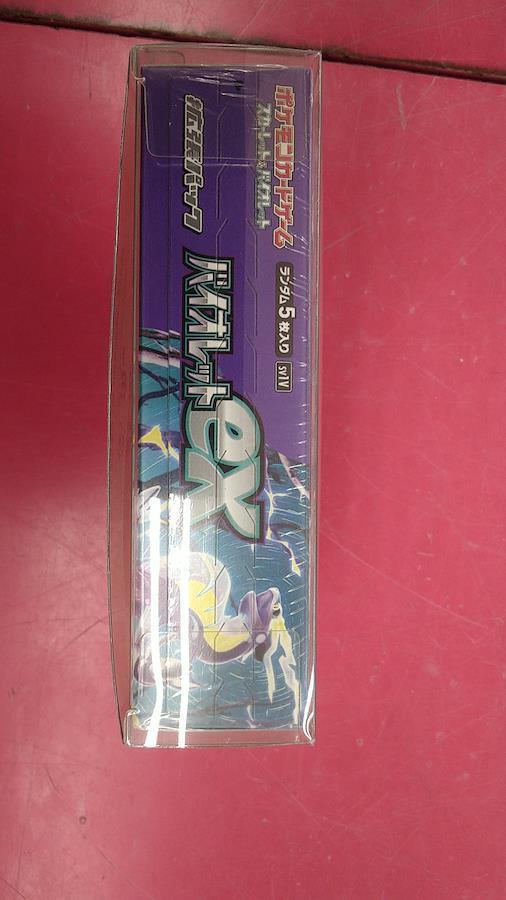 ポケモンカードゲーム
スカーレット&バイオレット
拡張パック
ランダム5枚入り
SV1V
バイオレットex